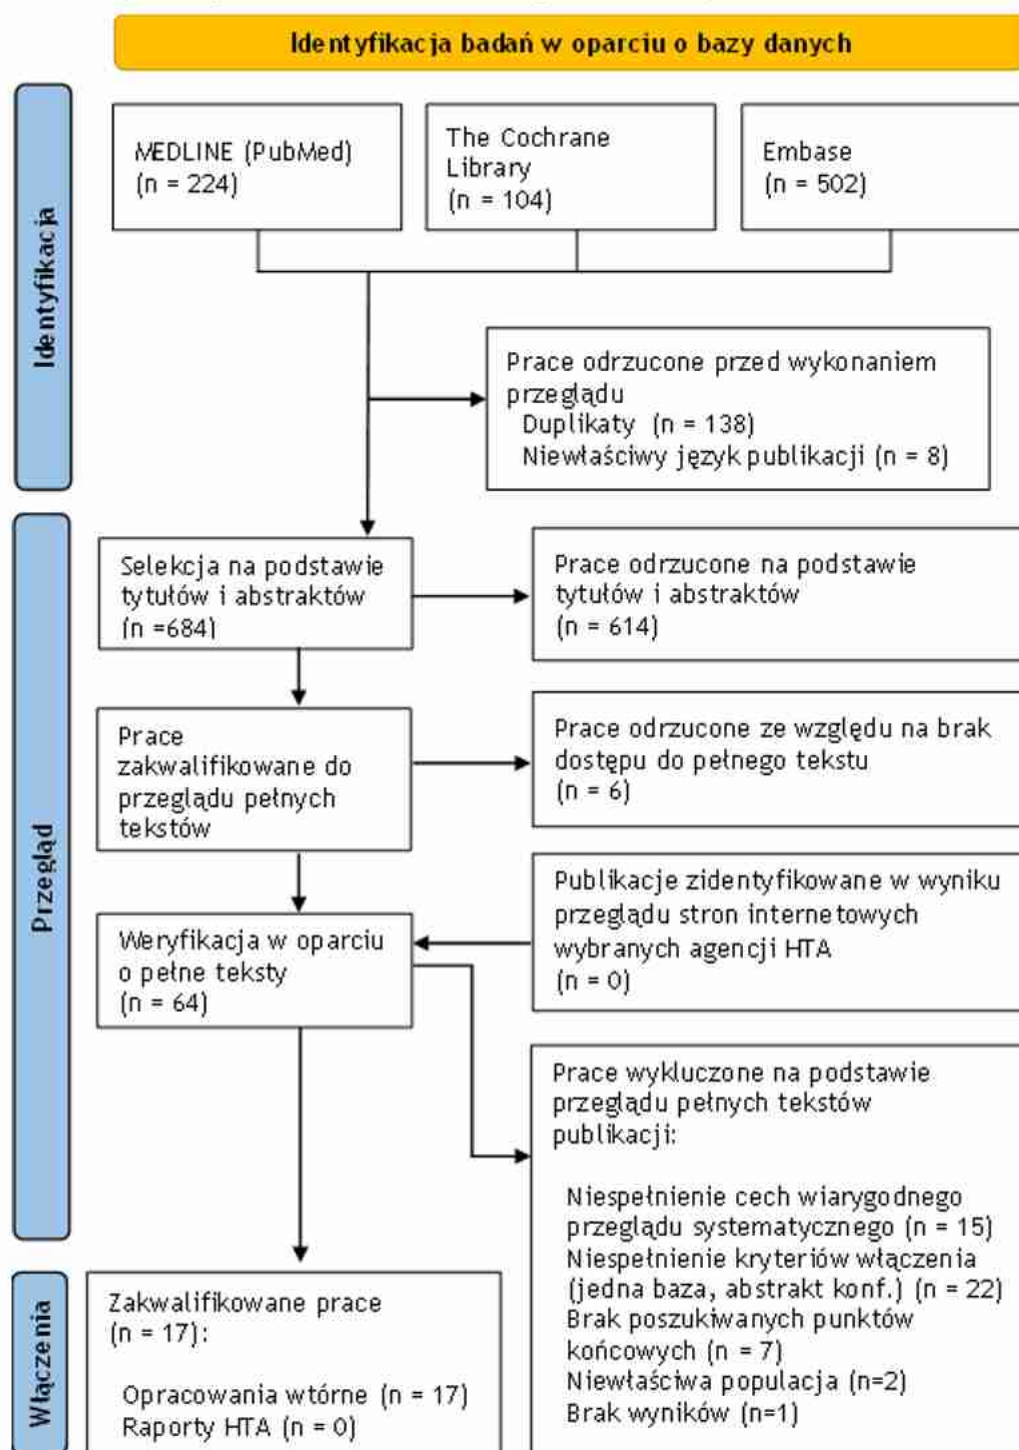 Identyfikacja badań w oparciu o bazy danych
Identyfikacja
MEDLINE (PubMed)
(n = 224)
The Cochrane
Library
(n = 104)
Embase
(n = 502)
Prace odrzucone przed wykonaniem
przeglądu
Duplikaty (n = 138)
Niewłaściwy język publikacji (n = 8)
Przegląd
Selekcja na podstawie
tytułów i abstraktów
(n =684)
Prace odrzucone na podstawie
tytułów i abstraktów
(n = 614)
Prace
zakwalifikowane do
przeglądu pełnych
tekstów
Prace odrzucone ze względu na brak
dostępu do pełnego tekstu
(n = 6)
Publikacje zidentyfikowane w wyniku
przeglądu stron internetowych
wybranych agencji HTA
(n = 0)
Weryfikacja w oparciu
o pełne teksty
(n = 64)
Prace wykluczone na podstawie
przeglądu pełnych tekstów
publikacji:
Niespełnienie cech wiarygodnego
przeglądu systematycznego (n = 15)
Niespełnienie kryteriów włączenia
(jedna baza, abstrakt konf.) (n = 22)
Brak poszukiwanych punktów
końcowych (n = 7)
Niewłaściwa populacja (n=2)
Brak wyników (n=1)
Włączenia
Zakwalifikowane prace
(n = 17):
Opracowania wtórne (n = 17)
Raporty HTA (n = 0)